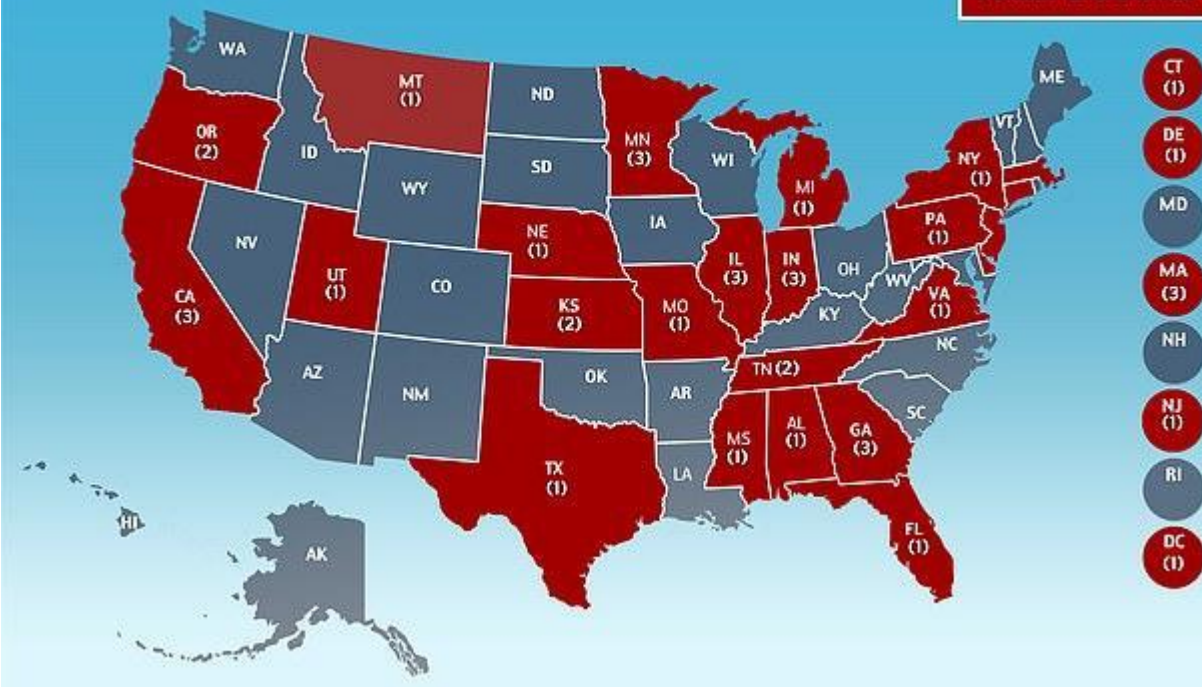 WA
MT
(1)
ND
MN
(3)
ME
VT
CT
(1)
OR
(2)
ID
SD
WI
NY
(1)
DE
(1)
WY
MI
(1)
MD
NV
NE
(1)
IA
PA
(1)
UT
(1)
CO
IL
(3)
IN
(3)
OH
WV
VA
(1)
MA
(3)
CA
(3)
KS
(2)
MO
(1)
KY
NH
AZ
NM
OK
AR
TN (2)
NC
SC
NJ
(1)
TX
(1)
LA
MS
(1)
AL
(1)
GA
(3)
RI
HI
AK
FL
(1)
DC
(1)